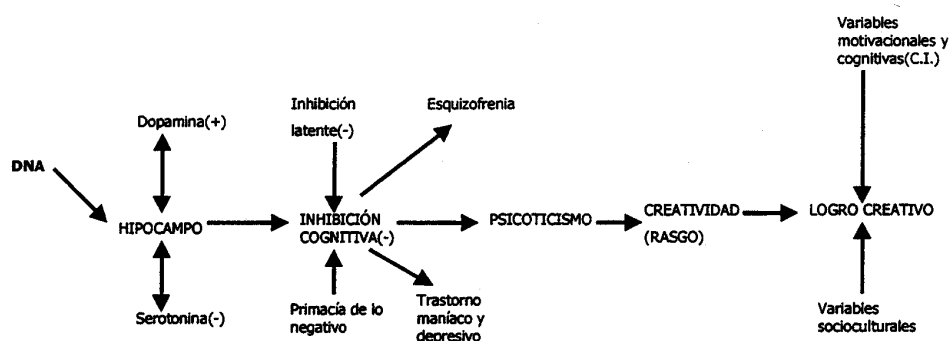 Variables
motivacionales y
cognitivas(C.I.)
Inhibición
latente(-)
Esquizofrenia
Dopamina(+)
DNA
HIPOCAMPO
INHIBICIÓN
COGNITIVA(-)
PSICOTICISMO
CREATIVIDAD
(RASGO)
LOGRO CREATIVO
Serotonina(-)
Primacía de lo
negativo
Trastorno
maníaco y
depresivo
Variables
socioculturales